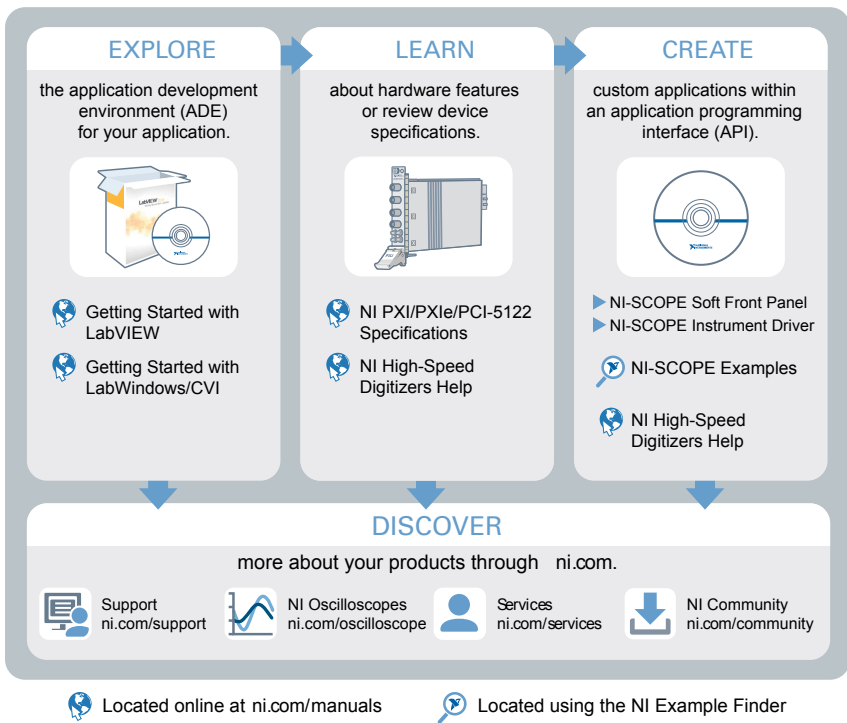 EXPLORE
the application development
environment (ADE)
for your application.
LabVIEW
Getting Started with
LabVIEW
Getting Started with
LabWindows/CVI
LEARN
about hardware features
or review device
specifications.
NI PXI/PXIe/PCI-5122
Specifications
NI High-Speed
Digitizers Help
CREATE
custom applications within
an application programming
interface (API).
NI-SCOPE Soft Front Panel
NI-SCOPE Instrument Driver
NI-SCOPE Examples
NI High-Speed
Digitizers Help
DISCOVER
more about your products through ni.com.
Support
ni.com/support
NI Oscilloscopes
ni.com/oscilloscope
Services
ni.com/services
NI Community
ni.com/community
Located online at ni.com/manuals
Located using the NI Example Finder